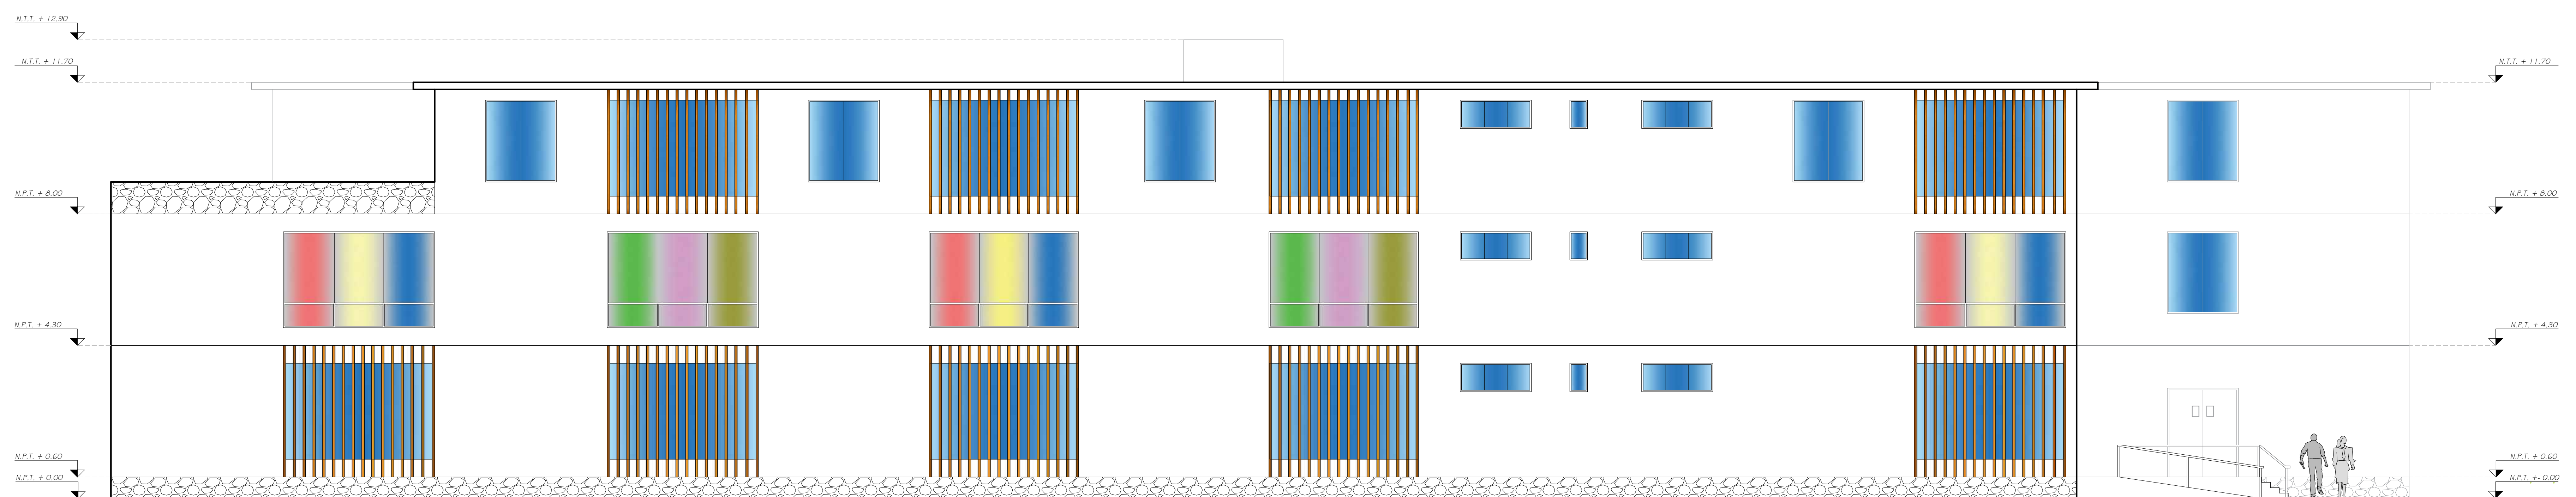 N.T.T. + 12.90
N.T.T. + 11.70
N.T.T. + 11.70
N.P.T. + 8.00
N.P.T. + 8.00
N.P.T. + 4.30
N.P.T. + 4.30
N.P.T. + 0.60
N.P.T. + 0.60
N.P.T. + 0.00
N.P.T. +- 0.00